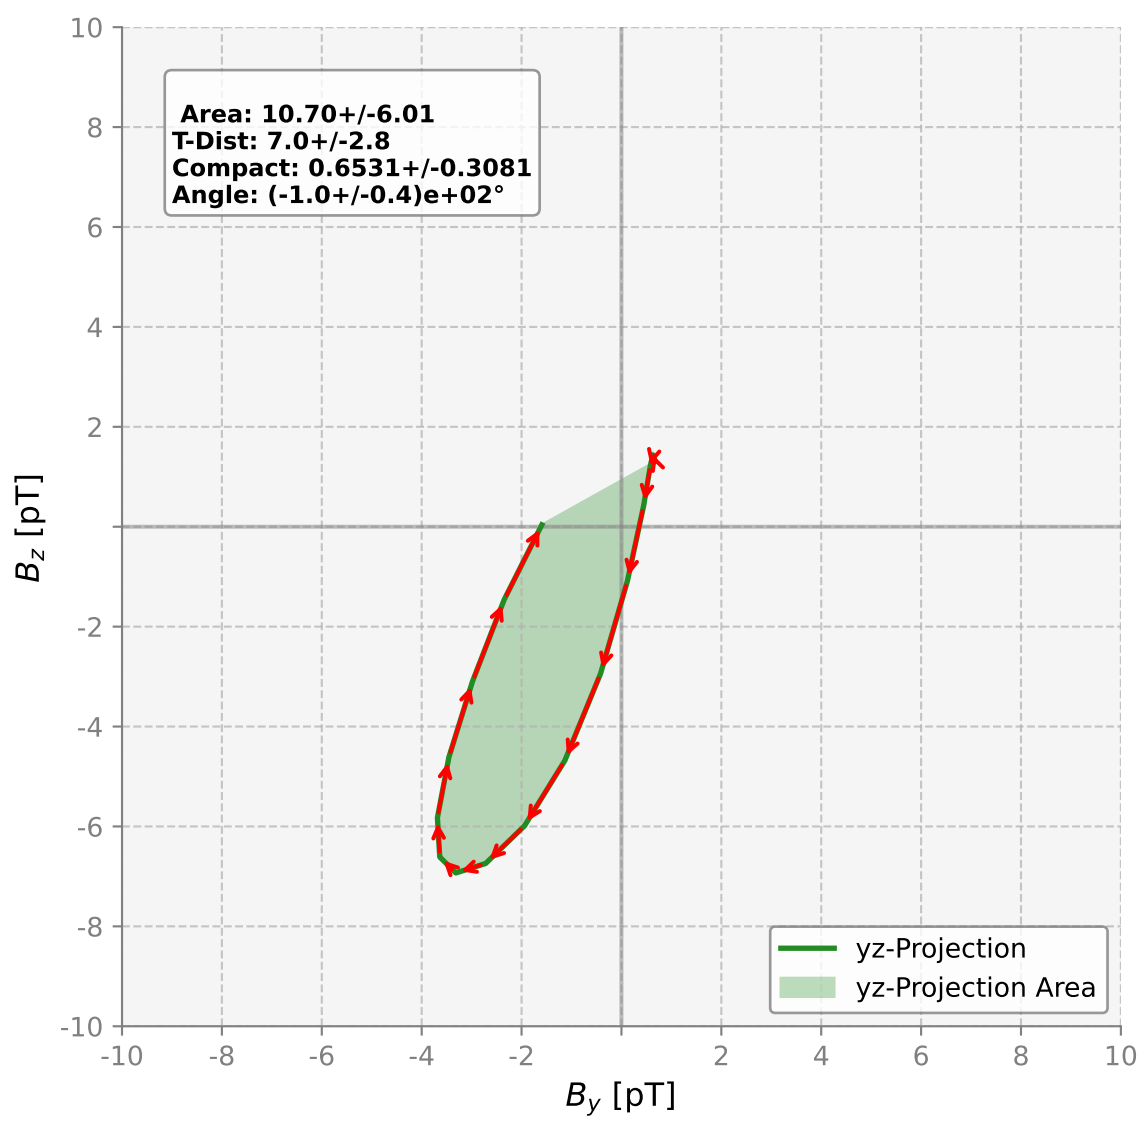 10
8
6
4
2
-2
-4
-6
-8
-10
Area: 10.70+/-6.01
T-Dist: 7.0+/-2.8
Compact: 0.6531+/-0.3081
Angle: (-1.0+/-0.4)e+02°
B_z [pT]
yz-Projection
yz-Projection Area
-10 -8 -6 -4 -2 2 4 6 8 10
B_y [pT]